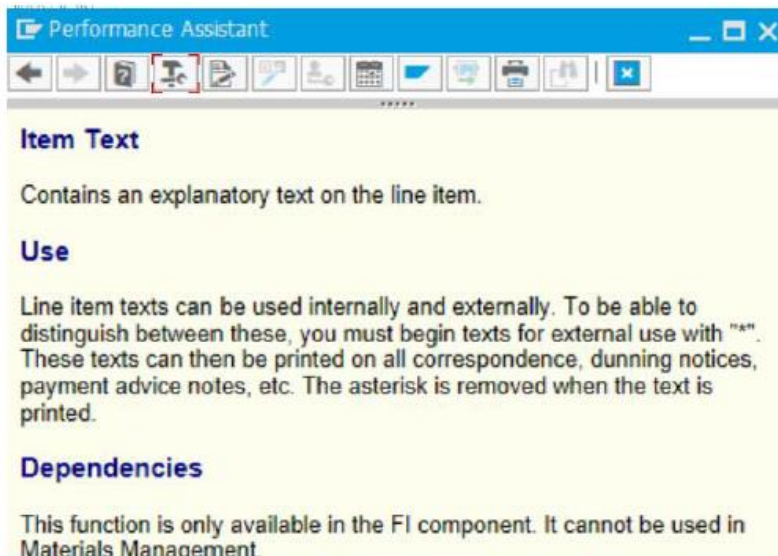 Performance Assistant
Item Text
Contains an explanatory text on the line item.
Use
Line item texts can be used internally and externally. To be able to
distinguish between these, you must begin texts for external use with "*".
These texts can then be printed on all correspondence, dunning notices,
payment advice notes, etc. The asterisk is removed when the text is
printed.
Dependencies
This function is only available in the FI component. It cannot be used in
Materials Management.